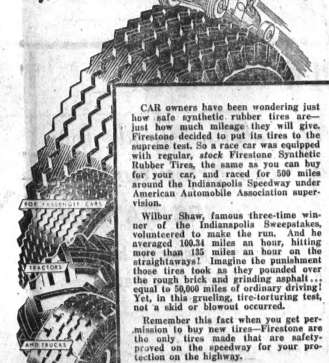 CAR owners have been wondering just
how safe synthetic rubber tires are—
just how much mileage they will give.
Firestone decided to put its tires to the
supreme test. So a race car was equipped
with regular, stock Firestone Synthetic
Rubber Tires, the same as you can buy
for your car, and raced for 500 miles
around the Indianapolis Speedway under
American Automobile Association super-
vision.
Wilbur Shaw, famous three-time win-
ner of the Indianapolis Sweepstakes,
volunteered to make the run. And he
averaged 100.34 miles an hour, hitting
more than 135 miles an hour on the
straightaways! Imagine the punishment
those tires took as they pounded over
the rough brick and grinding asphalt...
equal to 50,000 miles of ordinary driving!
Yet, in this grueling, tire-torturing test,
not a skid or blowout occurred.
Remember this fact when you get per-
mission to buy new tires—Firestone are
the only tires made that are safety-
proved on the speedway for your pro-
tection on the highway.
FOR PASSENGER CARS
TRACTORS
AND TRUCKS